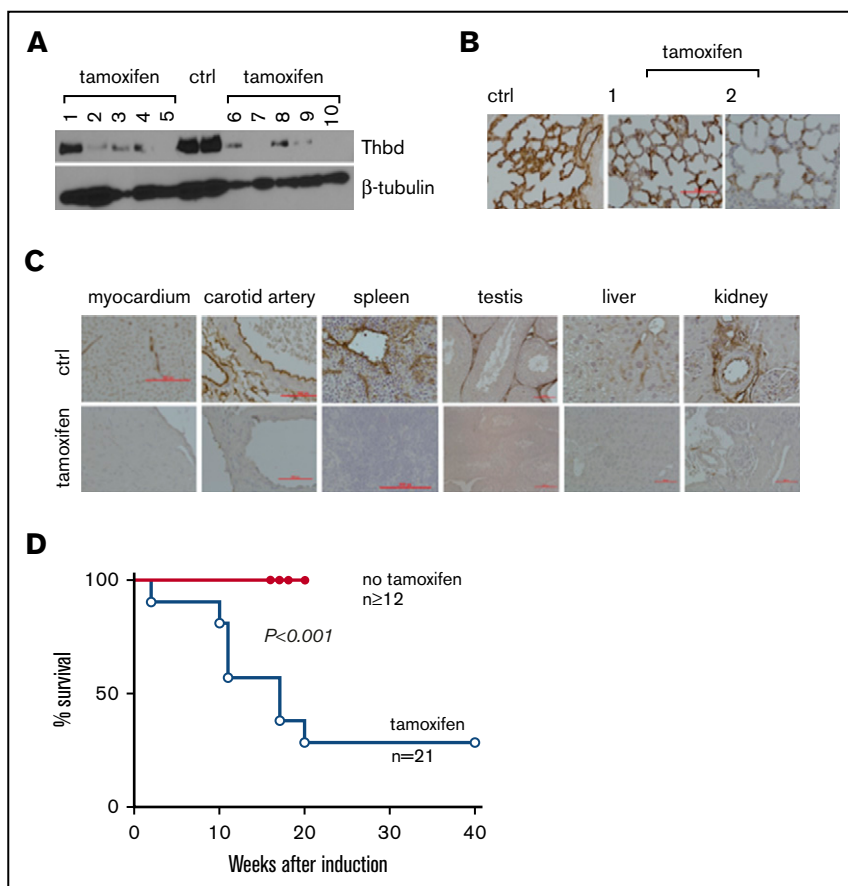 A
tamoxifen ctrl tamoxifen
1 2 3 4 5 6 7 8 9 10
Thbd
β-tubulin
B
tamoxifen
ctrl 1 2
C
myocardium carotid artery spleen testis liver kidney
ctrl
tamoxifen
D
% survival
100
50
0
no tamoxifen
n≥12
P<0.001
tamoxifen
n=21
0 10 20 30 40
Weeks after induction